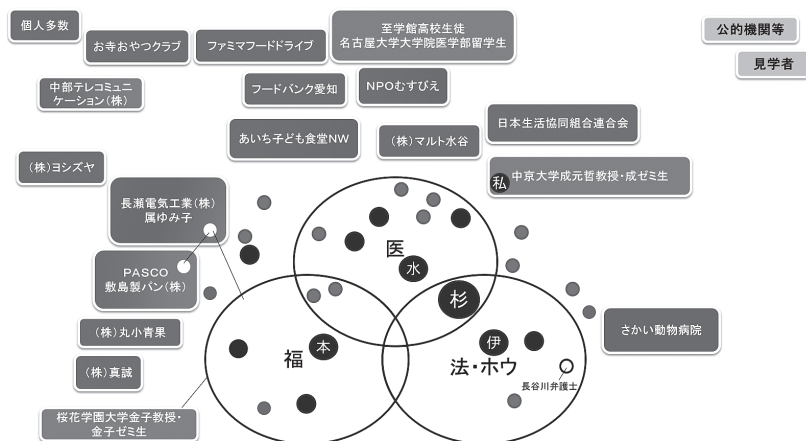 個人多数
お寺おやつクラブ
ファミマフードドライブ
至学館高校生徒
名古屋大学大学院医学部留学生
公的機関等
見学者
中部テレコミュニ
ケーション(株)
フードバンク愛知
NPOむすびえ
あいち子ども食堂NW
(株)マルト水谷
日本生活協同組合連合会
(株)ヨシズヤ
私
中京大学成元哲教授・成ゼミ生
長瀬電気工業(株)
属ゆみ子
医
水
PASCO
敷島製パン(株)
杉
(株)丸小青果
さかい動物病院
福
本
伊
法・ホウ
長谷川弁護士
(株)真誠
桜花学園大学金子教授・
金子ゼミ生